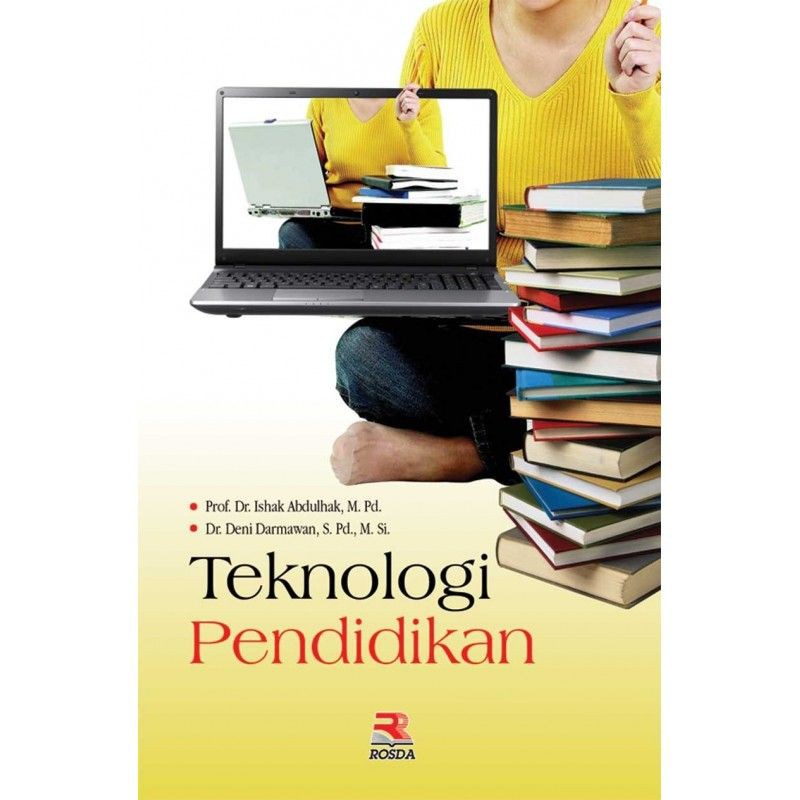 Prof. Dr. Ishak Abdulhak, M. Pd.
Dr. Deni Darmawan, S. Pd., M. Si.
Teknologi
Pendidikan
ROSDA